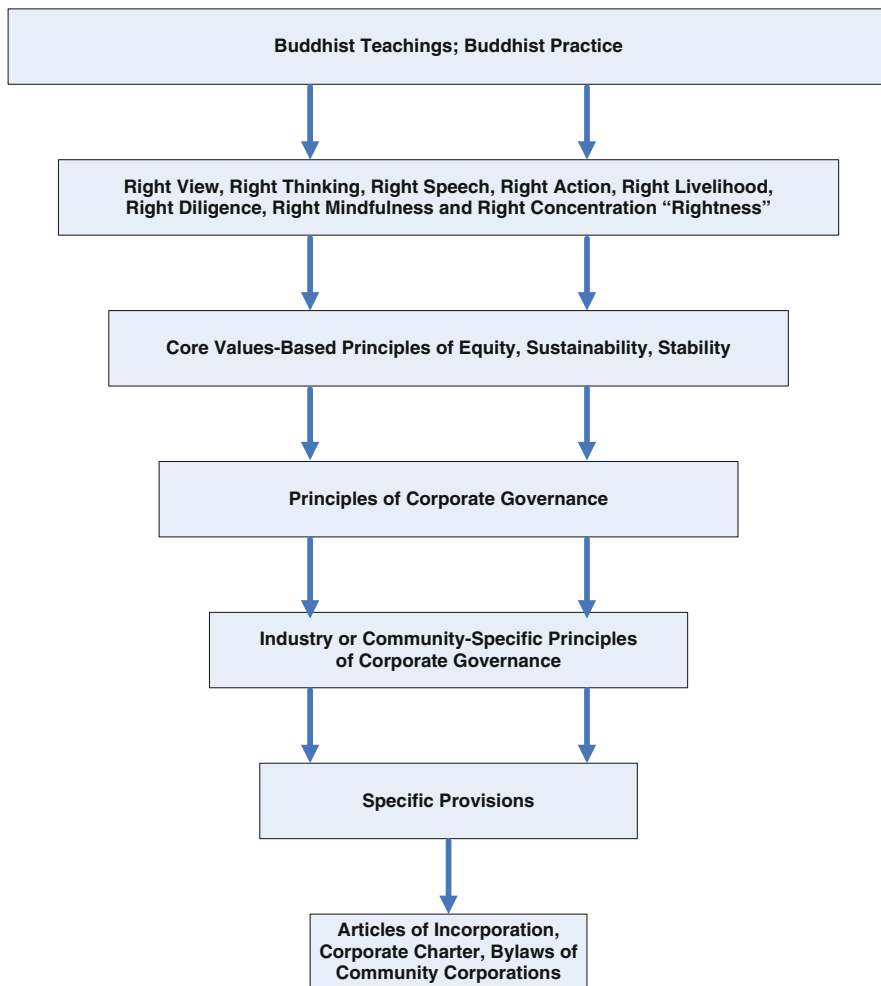 Buddhist Teachings; Buddhist Practice
Right View, Right Thinking, Right Speech, Right Action, Right Livelihood,
Right Diligence, Right Mindfulness and Right Concentration “Rightness”
Core Values-Based Principles of Equity, Sustainability, Stability
Principles of Corporate Governance
Industry or Community-Specific Principles
of Corporate Governance
Specific Provisions
Articles of Incorporation,
Corporate Charter, Bylaws of
Community Corporations